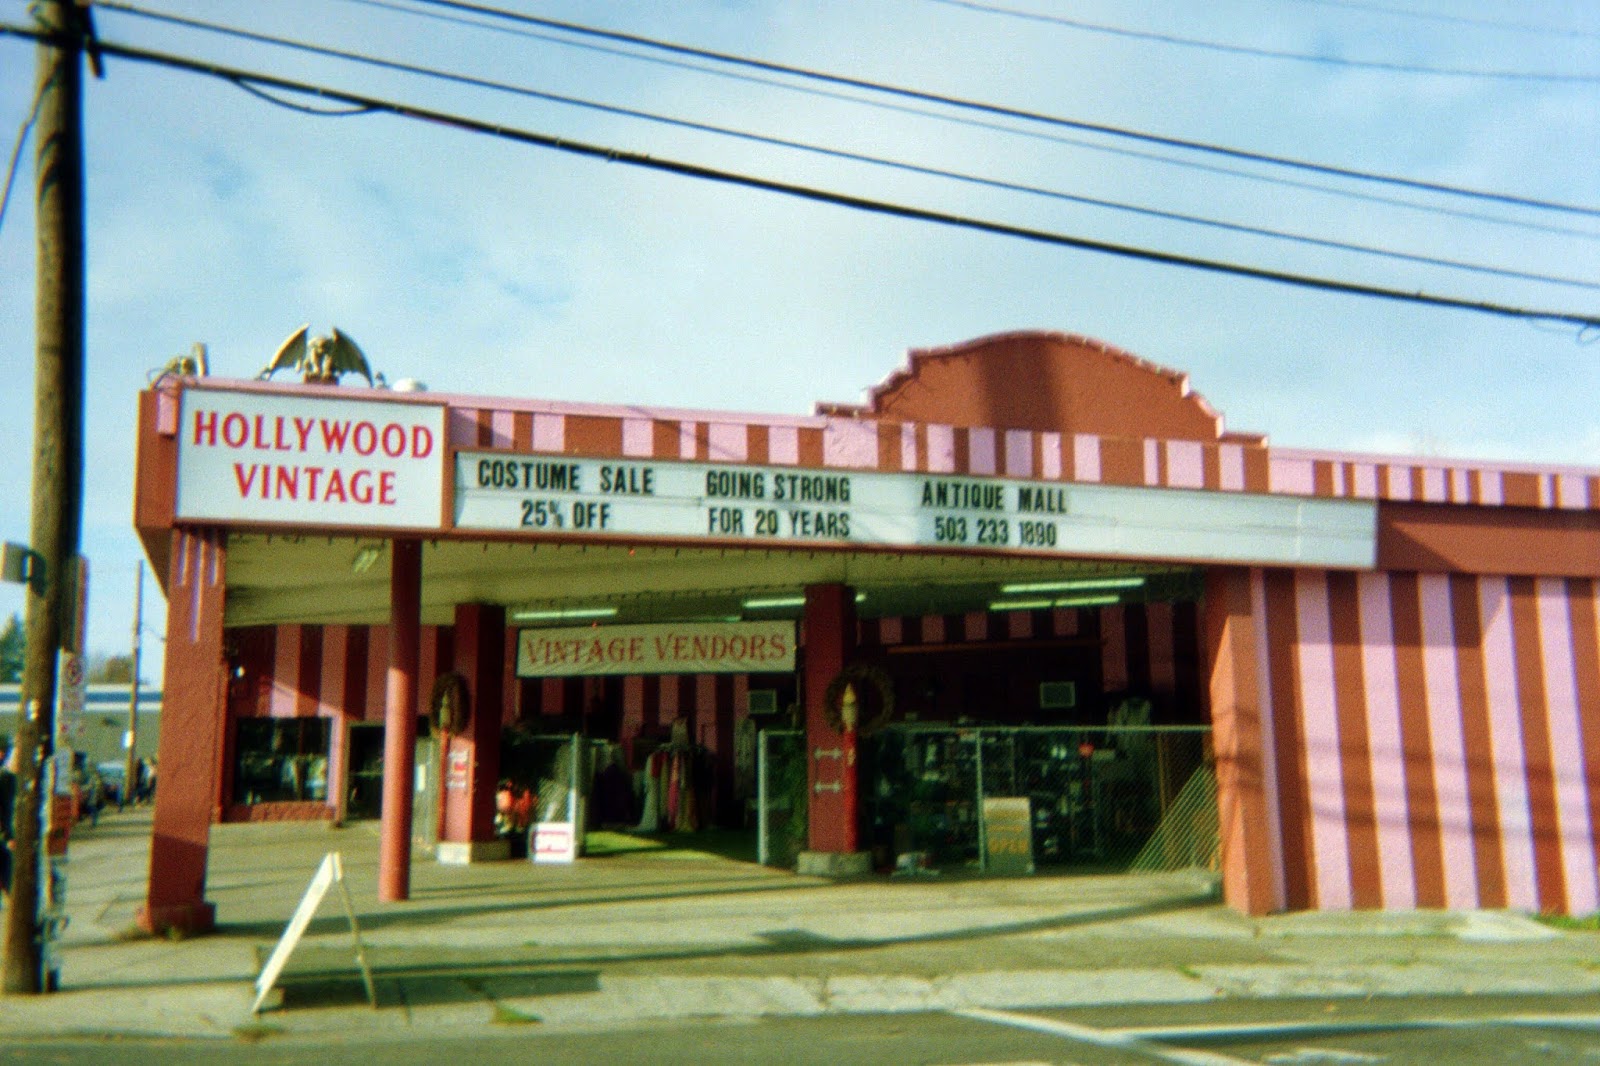 HOLLYWOOD
VINTAGE
COSTUME SALE
25% OFF
GOING STRONG
FOR 20 YEARS
ANTIQUE MALL
503 233 1890
VINTAGE VENDORS
OPEN
OPEN